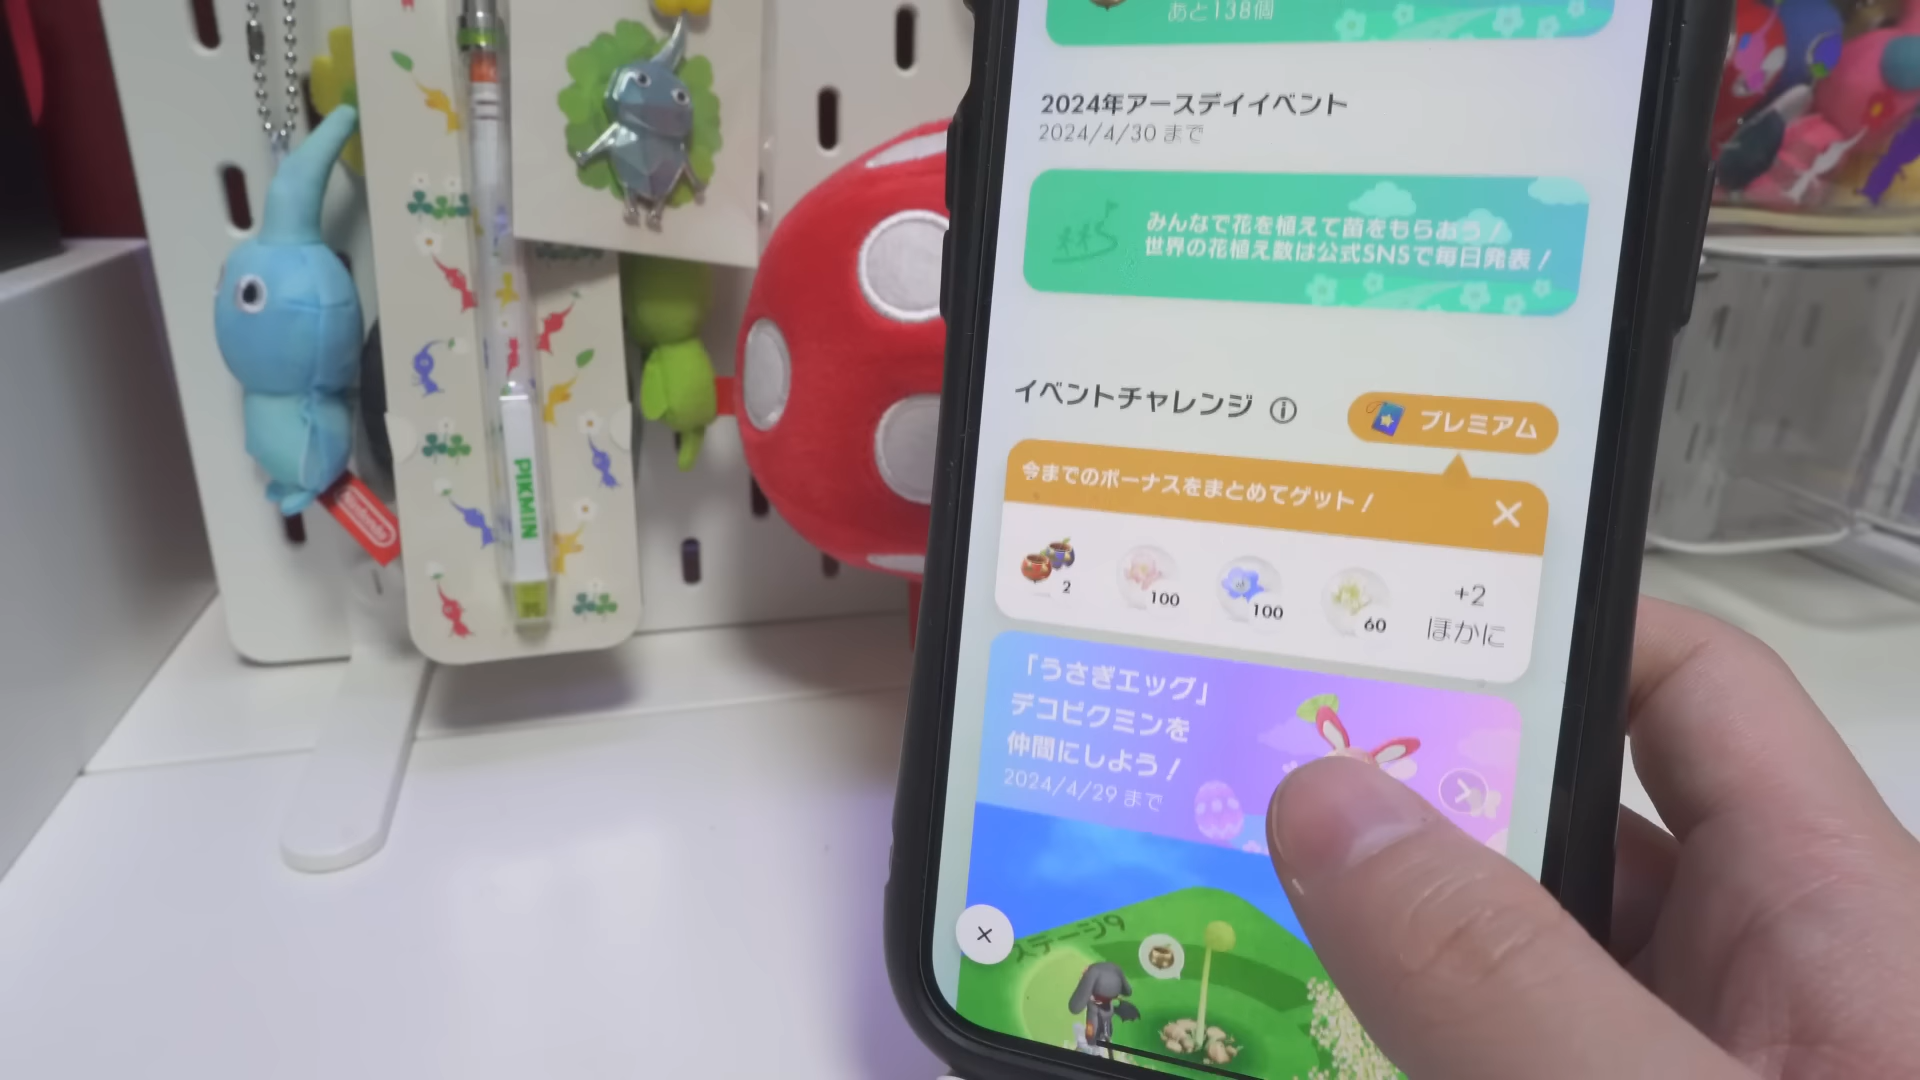 あと138個
2024年アースデイイベント
2024/4/30 まで
みんなで花を植えて苗をもらおう！
世界の花植え数は公式SNSで毎日発表！
イベントチャレンジ
プレミアム
今までのボーナスをまとめてゲット！
2
100
100
60
+2
ほかに
「うさぎエッグ」
デコピクミンを
仲間にしよう！
2024/4/29 まで
ステージ9
PIKMIN
Nintendo